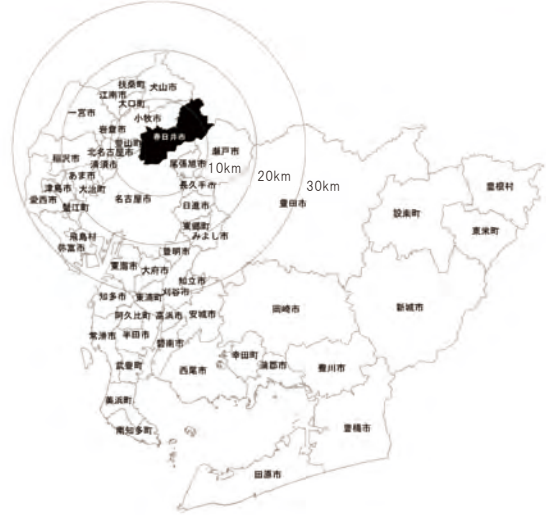 扶桑町
犬山市
江南市
大口町
一宮市
小牧市
岩倉市
豊山町
春日井市
北名古屋市
稲沢市
清須市
瀬戸市
尾張旭市
10km
あま市
20km
津島市
大治町
長久手市
30km
愛西市
名古屋市
蟹江町
日進市
豊田市
豊根村
設楽町
東郷町
飛島村
みよし市
東栄町
弥富市
豊明市
東海市
大府市
知立市
知多市
東浦町
刈谷市
岡崎市
新城市
阿久比町
高浜市
安城市
常滑市
半田市
碧南市
幸田町
武豊町
西尾市
蒲郡市
豊川市
美浜町
南知多町
豊橋市
田原市